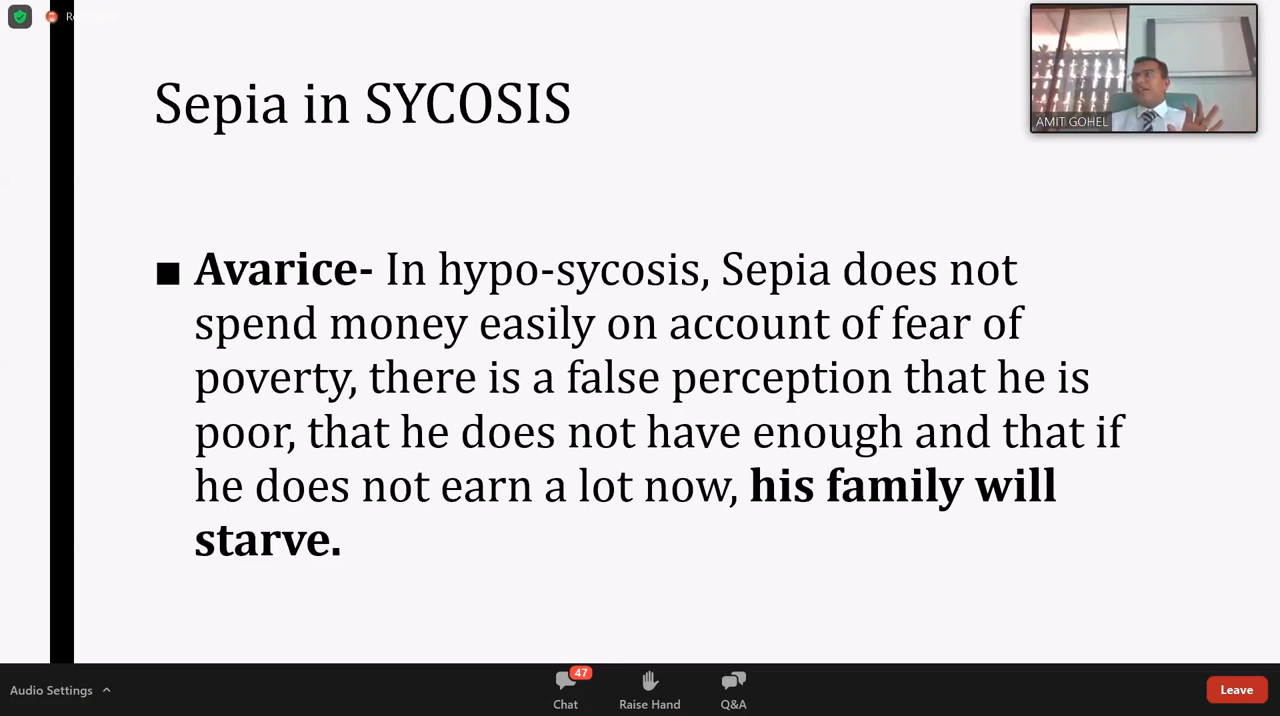 Sepia in SYCOSIS
AMIT GOHEL
■ Avarice- In hypo-sycosis, Sepia does not
spend money easily on account of fear of
poverty, there is a false perception that he is
poor, that he does not have enough and that if
he does not earn a lot now, his family will
starve.
Audio Settings
47
Chat
Raise Hand
Q&A
Leave